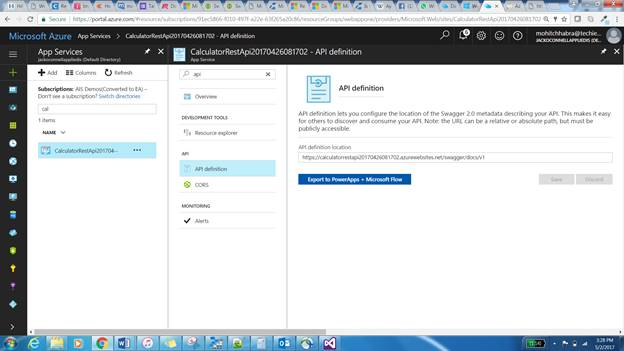 Secure https://portal.azure.com/#resource/subscriptions/91ec5866-f010-497f-a22e-63f265a20c86/resourceGroups/webappone/providers/Microsoft.Web/sites/CalculatorRestApi20170426081702/
Microsoft Azure App Services > CalculatorRestApi20170426081702 - API definition
mohitchhabra@techie...
JACKOCONNELLAPPLIEDIS (DE...
App Services
jackoconnellappliedis (Default Directory)
Add Columns Refresh
Subscriptions: AIS Demos(Converted to EA) –
Don't see a subscription? Switch directories
cal
1 items
NAME
CalculatorRestApi201704-- ...
CalculatorRestApi20170426081702 - API definition
App Service
api
Overview
DEVELOPMENT TOOLS
Resource explorer
API
API definition
CORS
MONITORING
Alerts
API definition
API definition lets you configure the location of the Swagger 2.0 metadata describing your API. This makes it
easy for others to discover and consume your API. Note: the URL can be a relative or absolute path, but must be
publicly accessible.
API definition location
https://calculatorrestapi20170426081702.azurewebsites.net/swagger/docs/v1
Export to PowerApps + Microsoft Flow
Save Discard
3:28 PM
5/2/2017